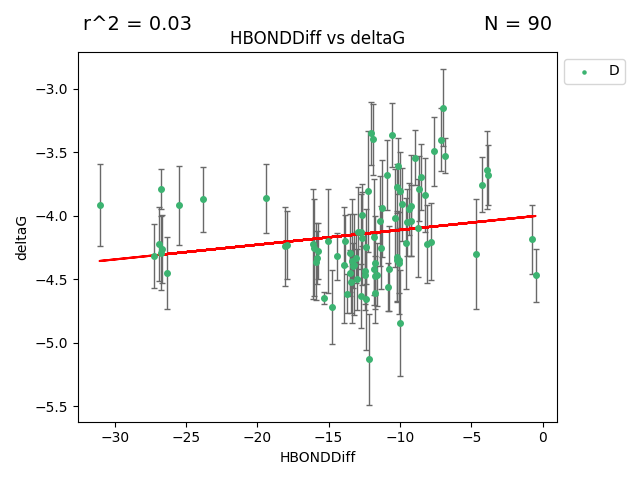 r^2 = 0.03
N = 90
HBONDDiff vs deltaG
D
−3.0
−3.5
−4.0
−4.5
−5.0
−5.5
deltaG
−30 −25 −20 −15 −10 −5 0
HBONDDiff